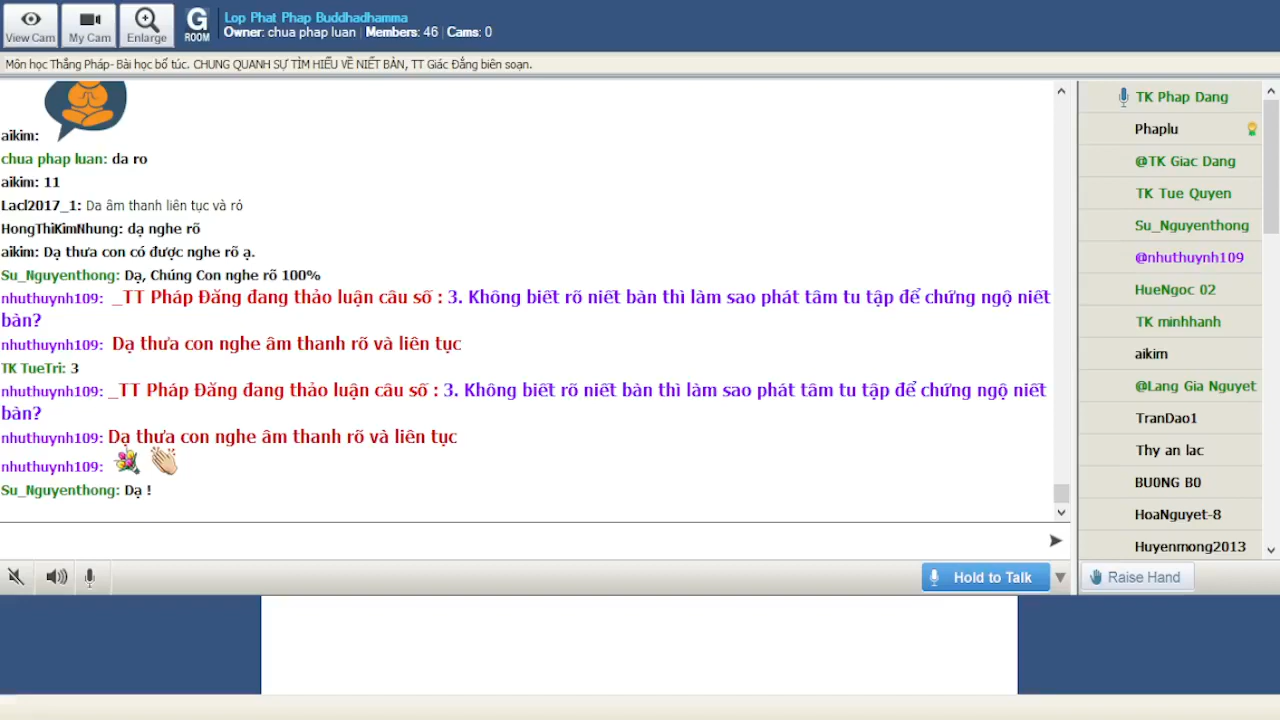 View Cam
My Cam
Enlarge
G
ROOM
Lop Phat Phap Buddhadhamma
Owner: chua phap luan | Members: 46 | Cams: 0
Môn học Thắng Pháp- Bài học bổ túc. CHUNG QUANH SỰ TÌM HIỂU VỀ NIẾT BÀN, TT Giác Đẳng biên soạn.
aikim:
chua phap luan: da ro
aikim: 11
Lacl2017_1: Da âm thanh liên tục và rỏ
HongThiKimNhung: dạ nghe rõ
aikim: Dạ thưa con có được nghe rõ ạ.
Su_Nguyenthong: Dạ, Chúng Con nghe rõ 100%
nhuthuynh109: _TT Pháp Đăng đang thảo luận câu số : 3. Không biết rõ niết bàn thì làm sao phát tâm tu tập để chứng ngộ niết
bàn?
nhuthuynh109: Dạ thưa con nghe âm thanh rõ và liên tục
TK TueTri: 3
nhuthuynh109: _TT Pháp Đăng đang thảo luận câu số : 3. Không biết rõ niết bàn thì làm sao phát tâm tu tập để chứng ngộ niết
bàn?
nhuthuynh109: Dạ thưa con nghe âm thanh rõ và liên tục
nhuthuynh109:
Su_Nguyenthong: Dạ !
Hold to Talk
TK Phap Dang
Phaplu
@TK Giac Dang
TK Tue Quyen
Su_Nguyenthong
@nhuthuynh109
HueNgoc 02
TK minhhanh
aikim
@Lang Gia Nguyet
TranDao1
Thy an lac
BU0NG B0
HoaNguyet-8
Huyenmong2013
Raise Hand